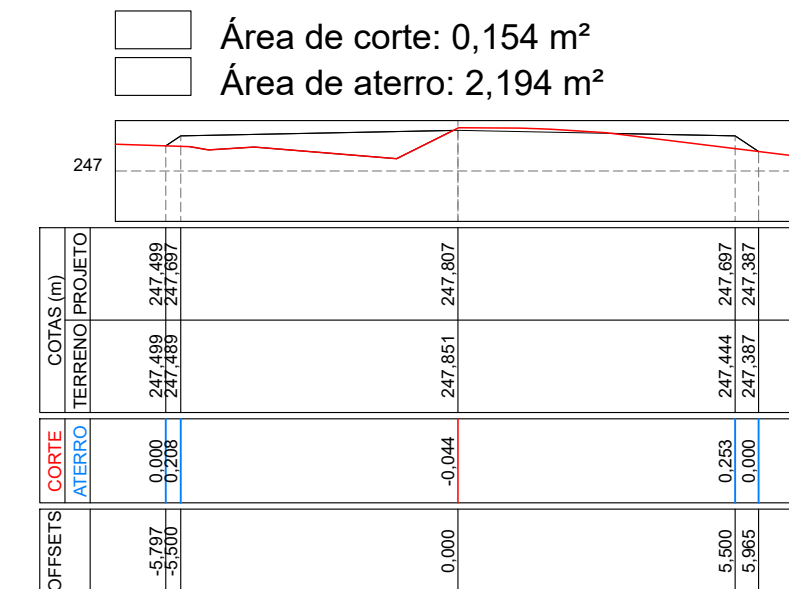 Área de corte: 0,154 m²
Área de aterro: 2,194 m²
247
COTAS (m)
PROJETO
247,499
247,697
247,807
247,697
247,387
TERRENO
247,499
247,489
247,851
247,444
247,387
CORTE
ATERRO
0,000
0,208
-0,044
0,253
0,000
OFFSETS
-5,797
-5,500
0,000
5,500
5,965